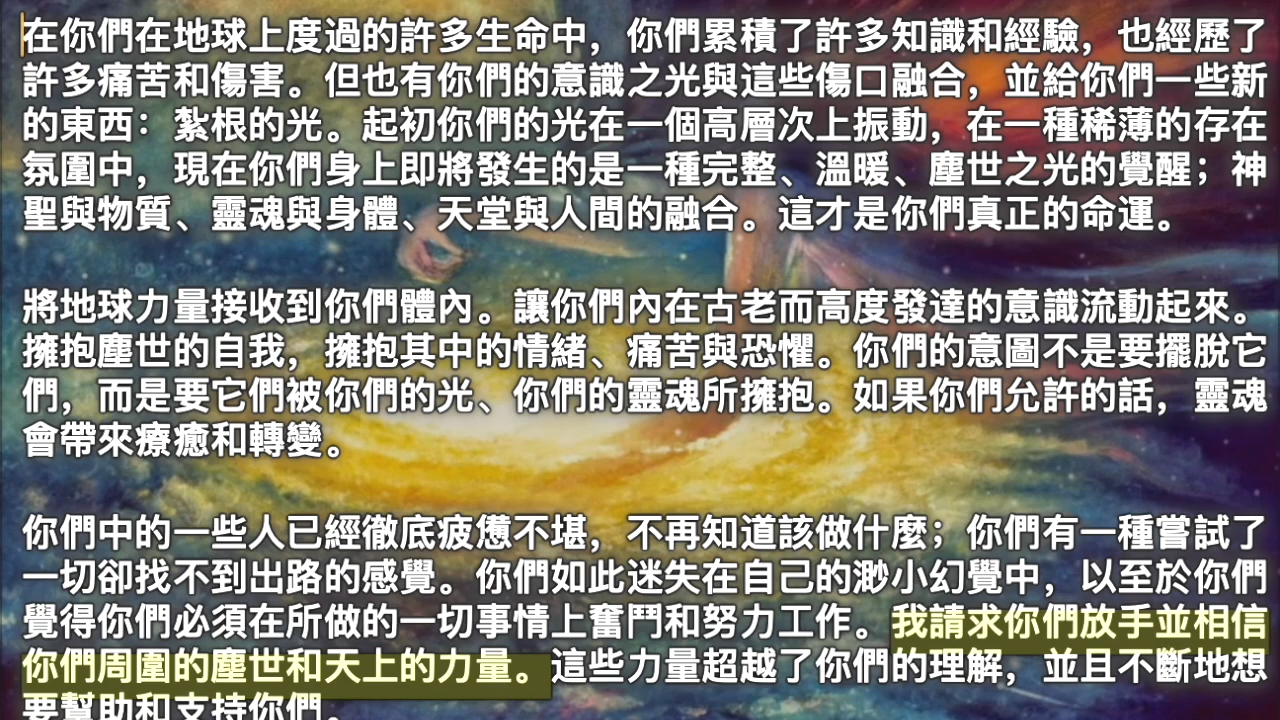 在你們在地球上度過的許多生命中，你們累積了許多知識和經驗，也經歷了
許多痛苦和傷害。但也有你們的意識之光與這些傷口融合，並給你們一些新
的東西：紮根的光。起初你們的光在一個高層次上振動，在一種稀薄的存在
氛圍中，現在你們身上即將發生的是一種完整、溫暖、塵世之光的覺醒；神
聖與物質、靈魂與身體、天堂與人間的融合。這才是你們真正的命運。
將地球力量接收到你們體內。讓你們內在古老而高度發達的意識流動起來。
擁抱塵世的自我，擁抱其中的情緒、痛苦與恐懼。你們的意圖不是要擺脫它
們，而是要它們被你們的光、你們的靈魂所擁抱。如果你們允許的話，靈魂
會帶來療癒和轉變。
你們中的一些人已經徹底疲憊不堪，不再知道該做什麼；你們有一種嘗試了
一切卻找不到出路的感覺。你們如此迷失在自己的渺小幻覺中，以至於你們
覺得你們必須在所做的一切事情上奮鬥和努力工作。我請求你們放手並相信
你們周圍的塵世和天上的力量。這些力量超越了你們的理解，並且不斷地想
要幫助和支持你們。